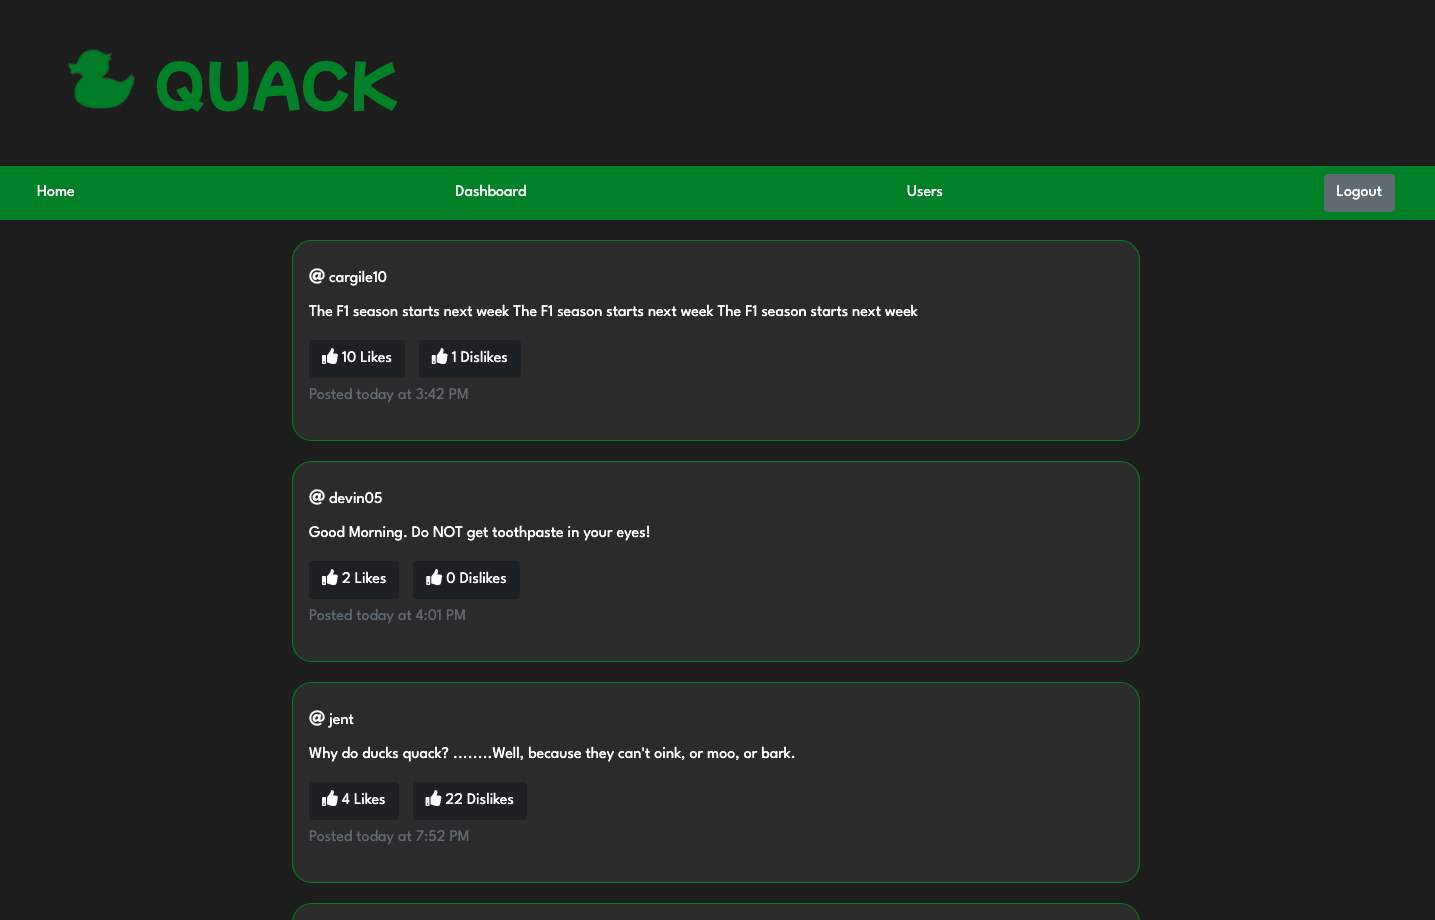 QUACK
Home Dashboard Users Logout
@ cargile10
The F1 season starts next week The F1 season starts next week The F1 season starts next week
10 Likes 1 Dislikes
Posted today at 3:42 PM
@ devin05
Good Morning. Do NOT get toothpaste in your eyes!
2 Likes 0 Dislikes
Posted today at 4:01 PM
@ jent
Why do ducks quack? ........Well, because they can't oink, or moo, or bark.
4 Likes 22 Dislikes
Posted today at 7:52 PM